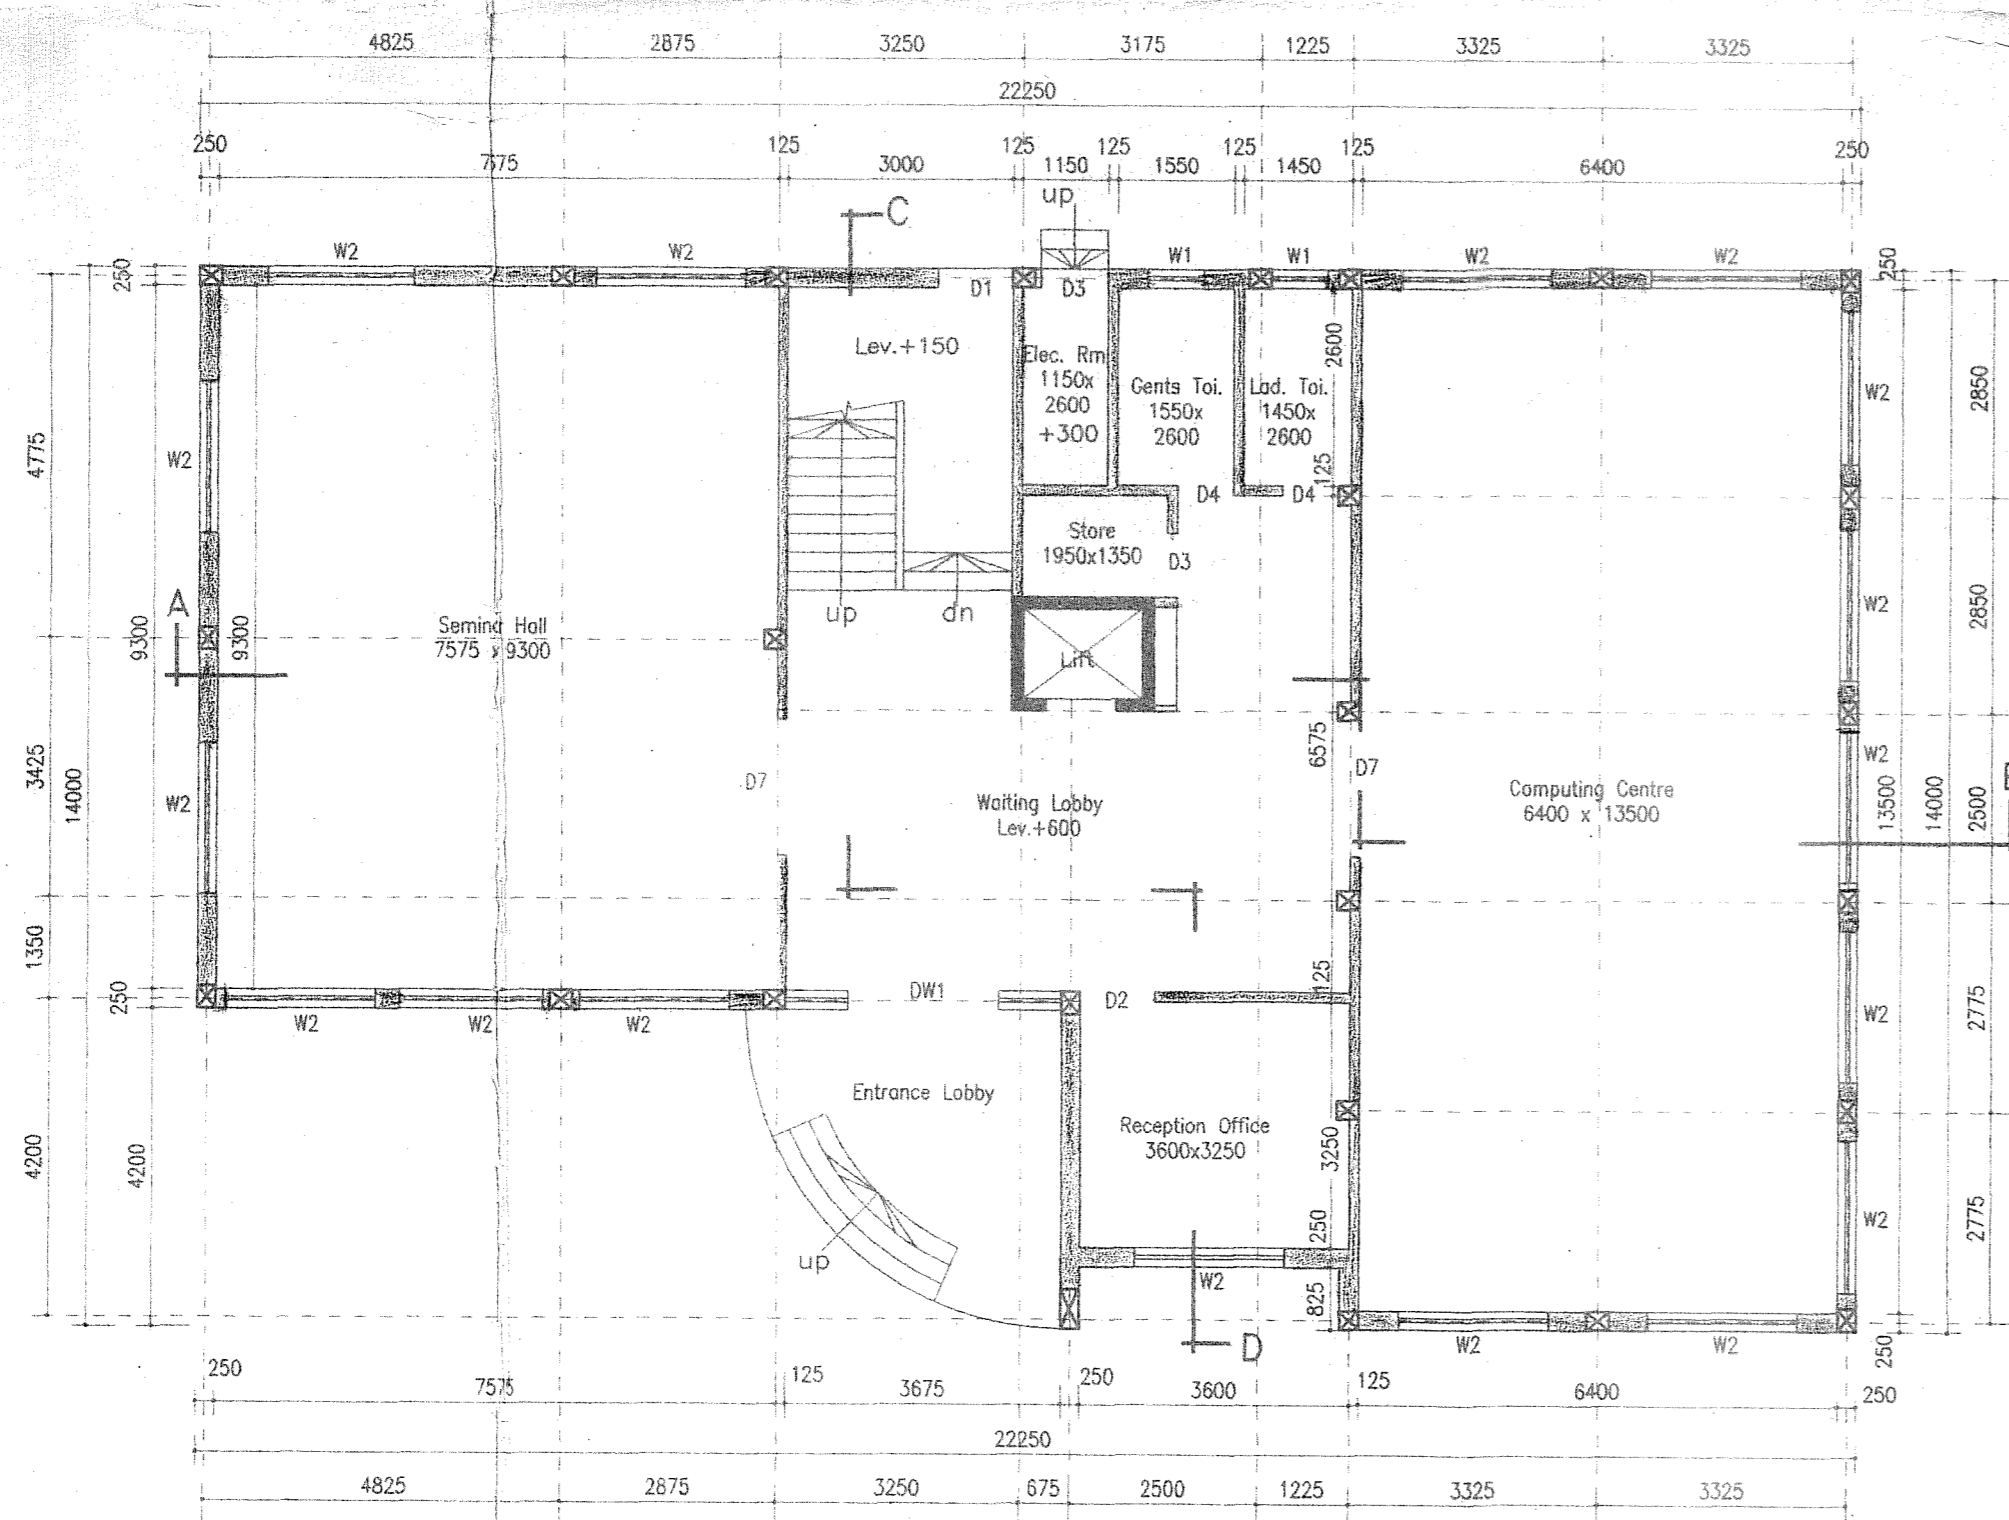 4825 2875 3250 3175 1225 3325 3325
22250
250 125 125 125 125 125 250
7575 3000 1150 1550 1450 6400
up
C
W2 W2 W1 W1 W2 W2
250 250
D1 D3
Lev.+150
2600
Elec. Rm
1150x
2600
+300
Gents Toi.
1550x
2600
Lad. Toi.
1450x
2600
W2
2850
4775
W2
125
D4 D4
Store
1950x1350
D3
A
up dn
W2
2850
9300
9300
Semina Hall
7575 x 9300
Lift
6575
3425
14000
W2
D7
D7
W2
Waiting Lobby
Lev.+600
Computing Centre
6400 x 13500
13500
14000
2500
1350
250
125
DW1
D2
W2 W2 W2
W2
2775
Entrance Lobby
Reception Office
3600x3250
3250
4200
4200
250
W2
2775
up
W2
825
D
W2 W2
250
250 125 250 125
7575 3675 3600 6400 250
22250
4825 2875 3250 675 2500 1225 3325 3325